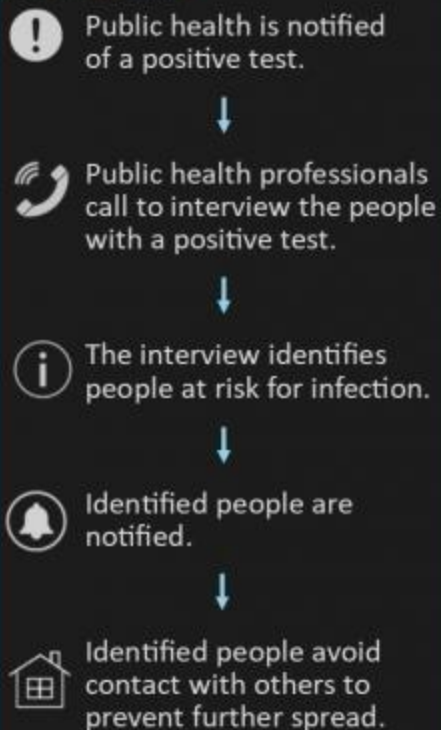 Public health is notified
of a positive test.
Public health professionals
call to interview the people
with a positive test.
The interview identifies
people at risk for infection.
Identified people are
notified.
Identified people avoid
contact with others to
prevent further spread.